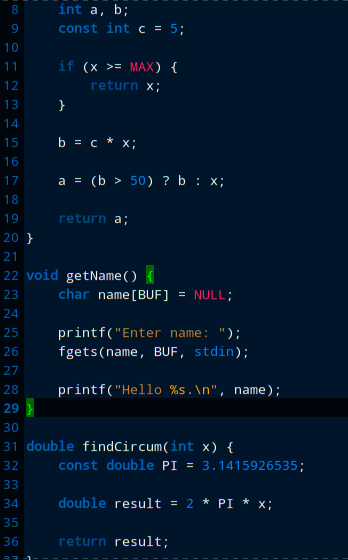 8 int a, b;
9 const int c = 5;
10
11 if (x >= MAX) {
12 return x;
13 }
14
15 b = c * x;
16
17 a = (b > 50) ? b : x;
18
19 return a;
20 }
21
22 void getName() {
23 char name[BUF] = NULL;
24
25 printf("Enter name: ");
26 fgets(name, BUF, stdin);
27
28 printf("Hello %s.\n", name);
29 }
30
31 double findCircum(int x) {
32 const double PI = 3.1415926535;
33
34 double result = 2 * PI * x;
35
36 return result;
37 }